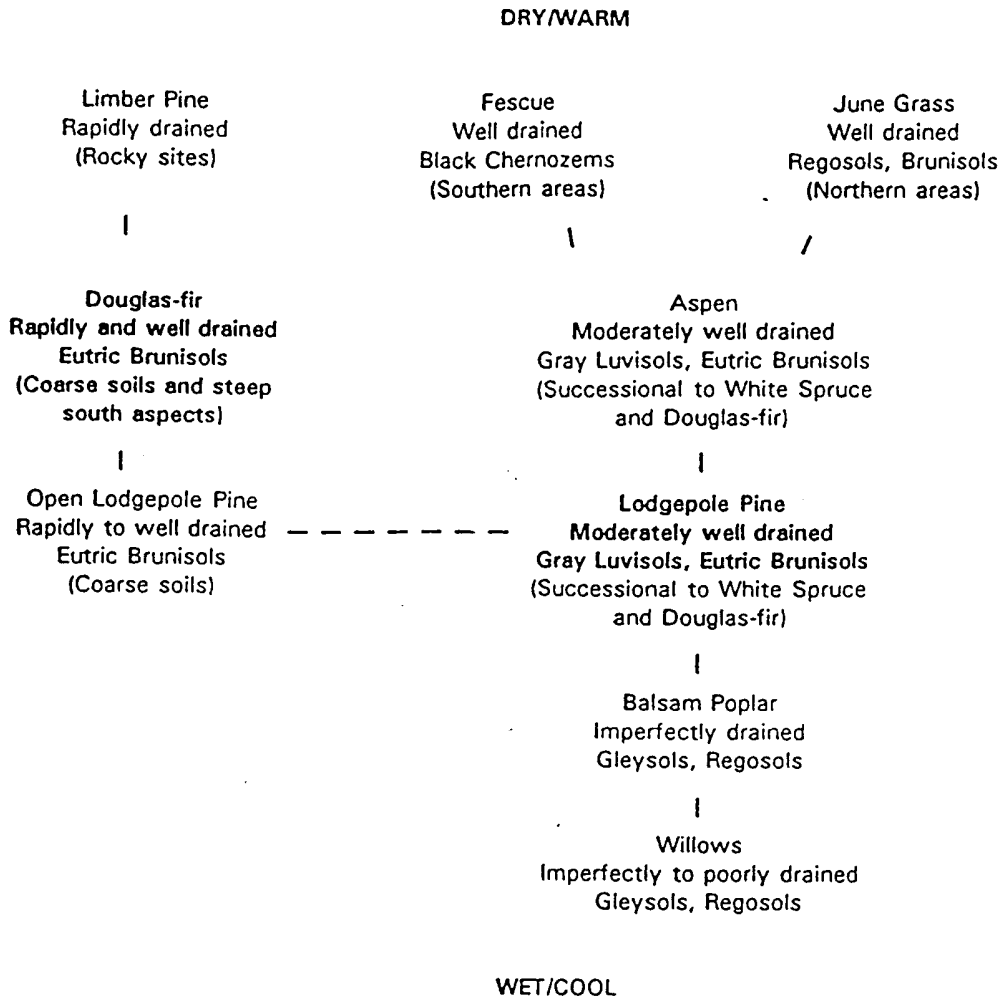 DRY/WARM
Limber Pine
Rapidly drained
(Rocky sites)
Fescue
Well drained
Black Chernozems
(Southern areas)
June Grass
Well drained
Regosols, Brunisols
(Northern areas)
Douglas-fir
Rapidly and well drained
Eutric Brunisols
(Coarse soils and steep
south aspects)
Aspen
Moderately well drained
Gray Luvisols, Eutric Brunisols
(Successional to White Spruce
and Douglas-fir)
Open Lodgepole Pine
Rapidly to well drained
Eutric Brunisols
(Coarse soils)
Lodgepole Pine
Moderately well drained
Gray Luvisols, Eutric Brunisols
(Successional to White Spruce
and Douglas-fir)
Balsam Poplar
Imperfectly drained
Gleysols, Regosols
Willows
Imperfectly to poorly drained
Gleysols, Regosols
WET/COOL